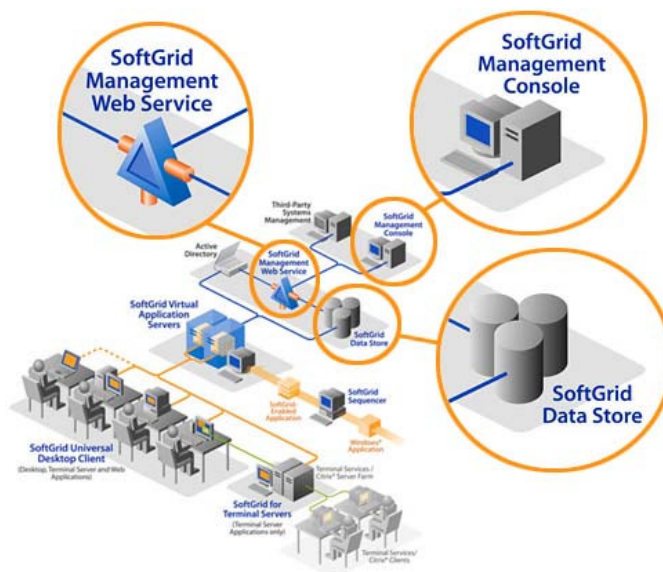 SoftGrid
Management
Web Service
SoftGrid
Management
Console
Third-Party
Systems
Management
SoftGrid
Management
Console
Active
Directory
SoftGrid
Management
Web Service
SoftGrid Virtual
Application
Servers
SoftGrid
Data Store
SoftGrid
Data Store
SoftGrid-
Enabled
Application
SoftGrid
Sequencer
Windows®
Application
SoftGrid Universal
Desktop Client
(Desktop, Terminal Server and Web
Applications)
Terminal Services /
Citrix® Server Farm
SoftGrid for
Terminal Servers
(Terminal Server
Applications only)
Terminal Services/
Citrix® Clients